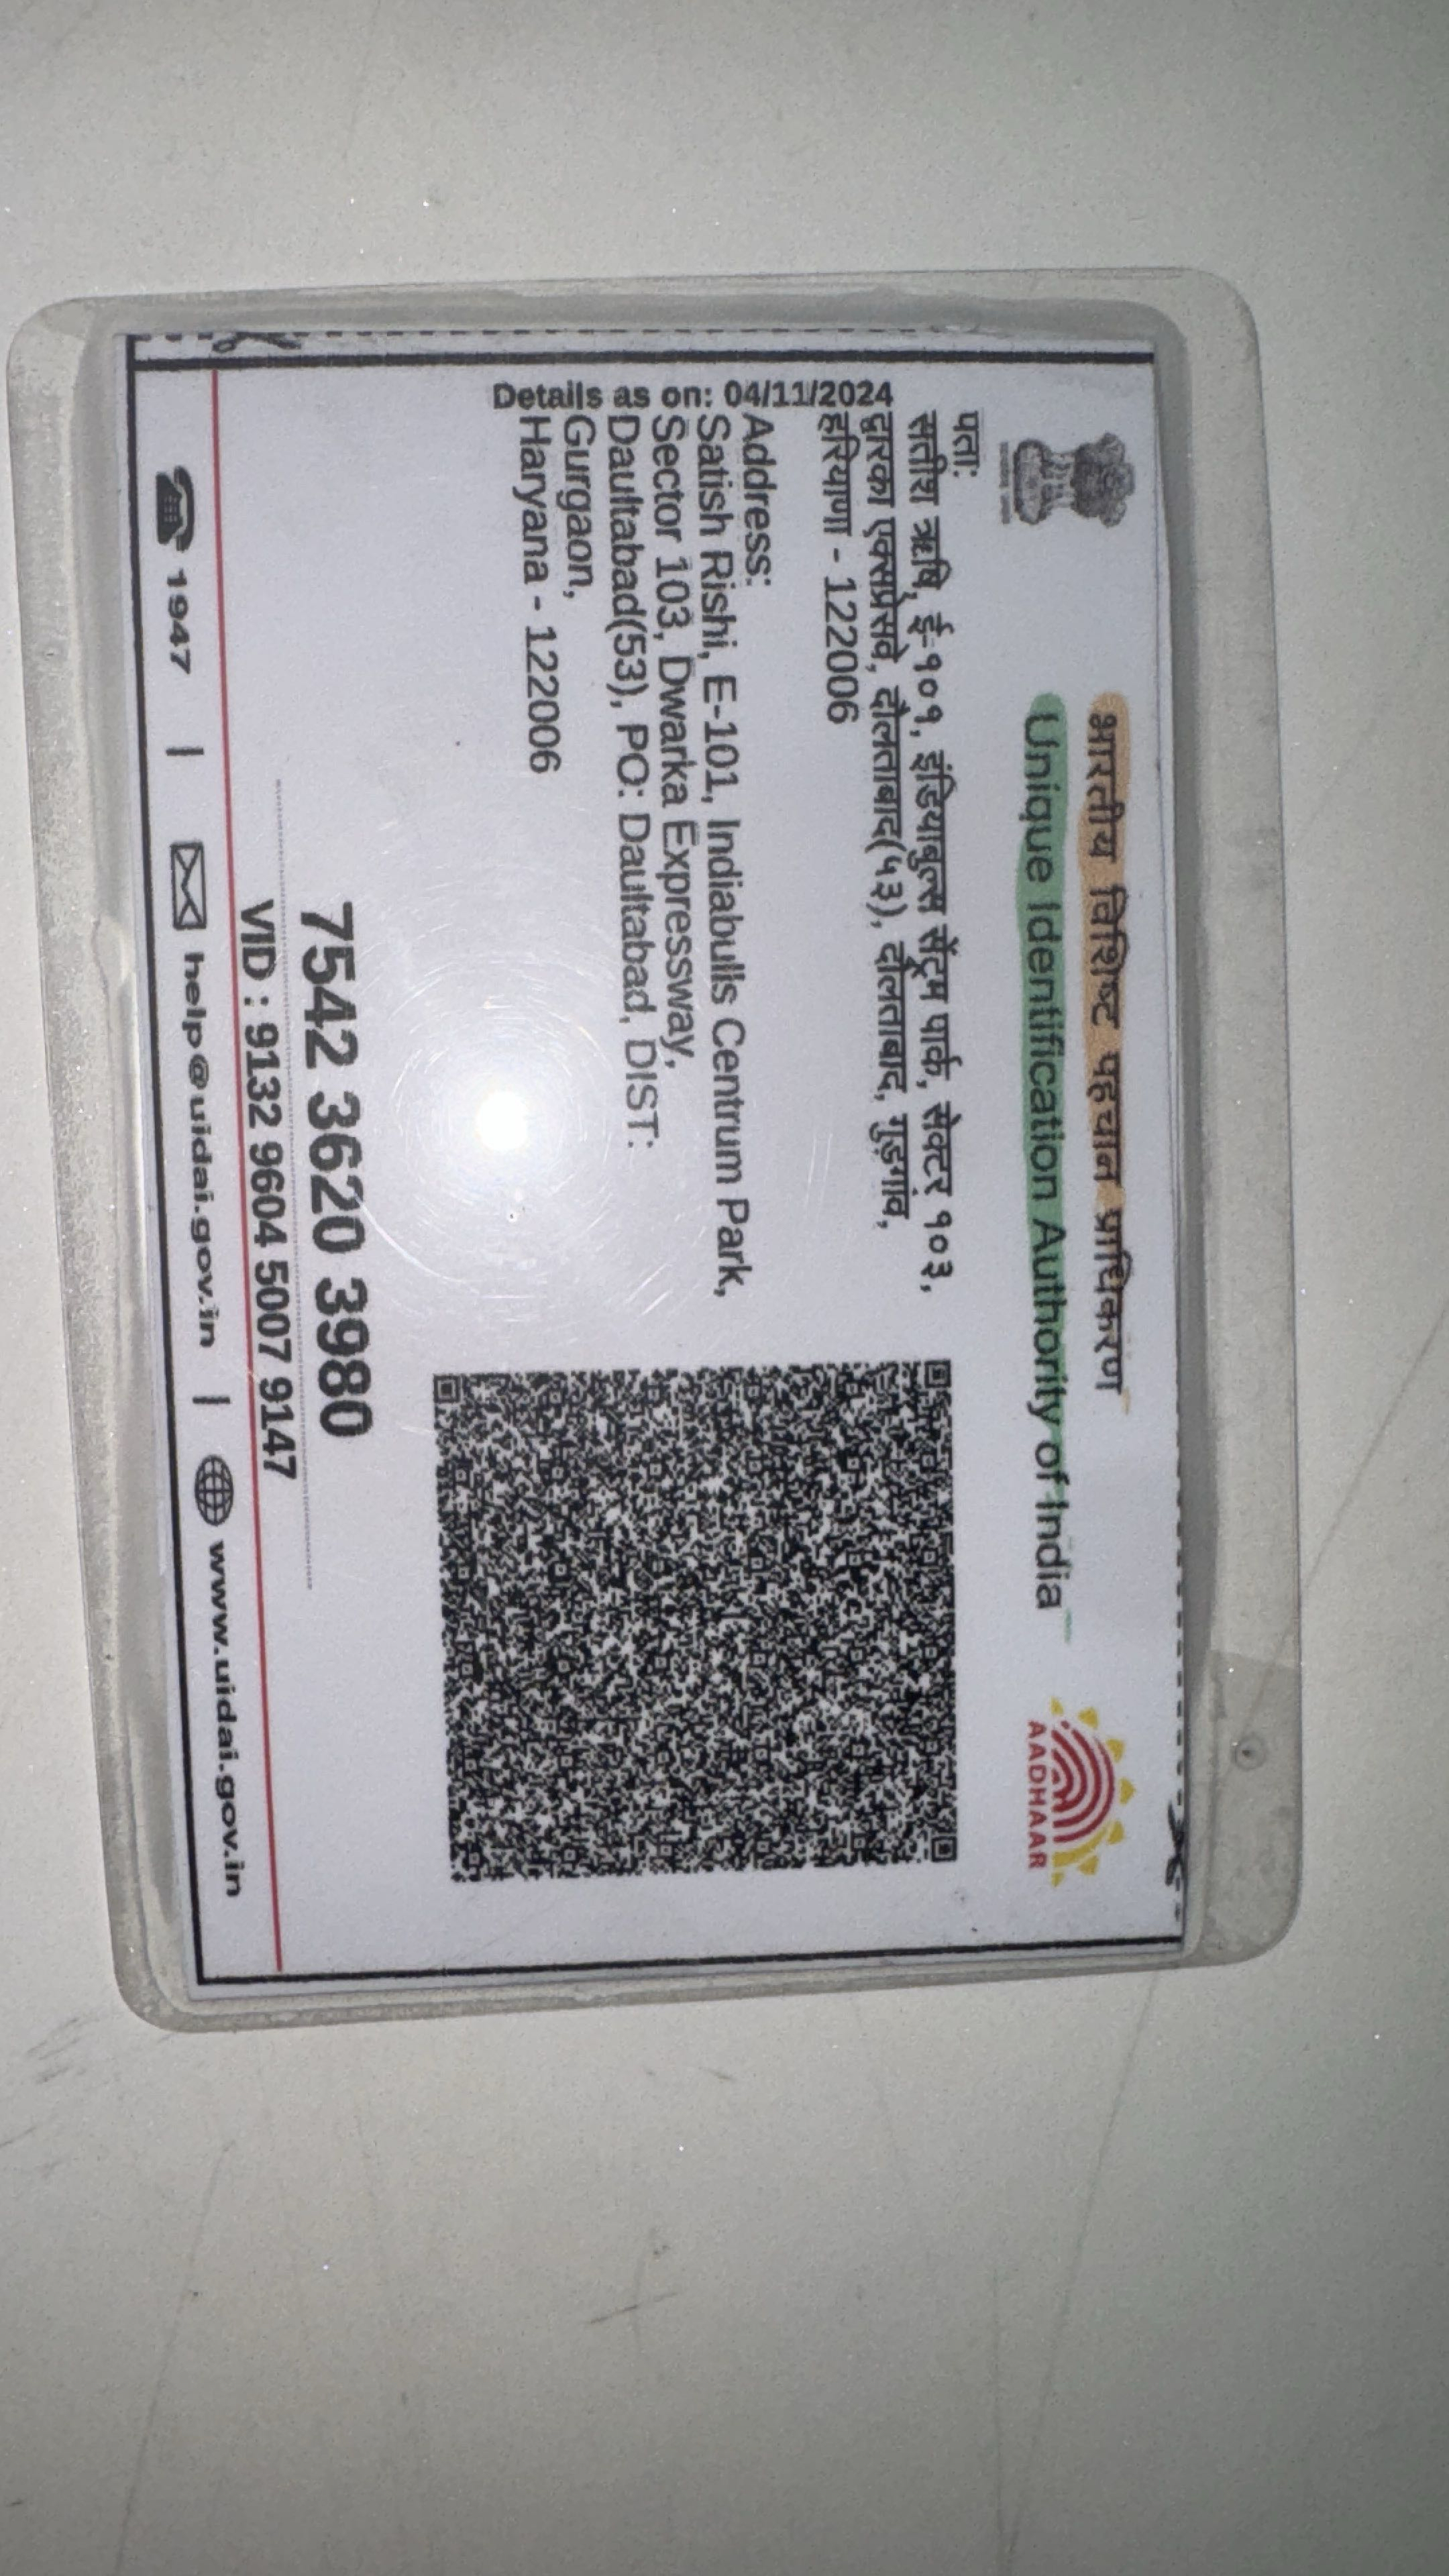 भारतीय विशिष्ट पहचान प्राधिकरण
Unique Identification Authority of India
AADHAAR
Details as on: 04/11/2024
पता:
सतीश ऋषि, ई-१०१, इंडियाबुल्स सेंट्रम पार्क, सेक्टर १०३,
द्वारका एक्सप्रेसवे, दौलताबाद(५३), दौलताबाद, गुड़गांव,
हरियाणा - 122006
Address:
Satish Rishi, E-101, Indiabulls Centrum Park,
Sector 103, Dwarka Expressway,
Daultabad(53), PO: Daultabad, DIST:
Gurgaon,
Haryana - 122006
7542 3620 3980
VID : 9132 9604 5007 9147
1947 | help@uidai.gov.in | www.uidai.gov.in